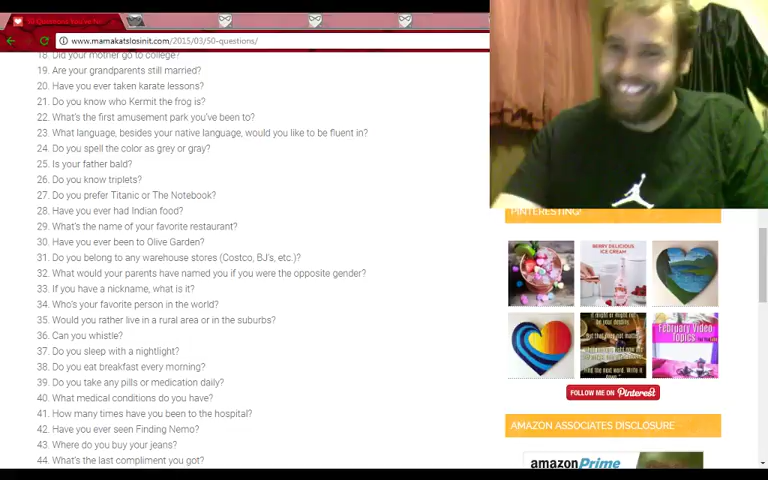 50 Questions You've N
www.mamakatslosinit.com/2015/03/50-questions/
18. Did your mother go to college?
19. Are your grandparents still married?
20. Have you ever taken karate lessons?
21. Do you know who Kermit the frog is?
22. What's the first amusement park you've been to?
23. What language, besides your native language, would you like to be fluent in?
24. Do you spell the color as grey or gray?
25. Is your father bald?
26. Do you know triplets?
27. Do you prefer Titanic or The Notebook?
28. Have you ever had Indian food?
29. What's the name of your favorite restaurant?
30. Have you ever been to Olive Garden?
31. Do you belong to any warehouse stores (Costco, BJ's, etc.)?
32. What would your parents have named you if you were the opposite gender?
33. If you have a nickname, what is it?
34. Who's your favorite person in the world?
35. Would you rather live in a rural area or in the suburbs?
36. Can you whistle?
37. Do you sleep with a nightlight?
38. Do you eat breakfast every morning?
39. Do you take any pills or medication daily?
40. What medical conditions do you have?
41. How many times have you been to the hospital?
42. Have you ever seen Finding Nemo?
43. Where do you buy your jeans?
44. What's the last compliment you got?
PINTERESTING!
BERRY DELICIOUS
ICE CREAM
February Video
Topics
FOLLOW ME ON Pinterest
AMAZON ASSOCIATES DISCLOSURE
amazonPrime